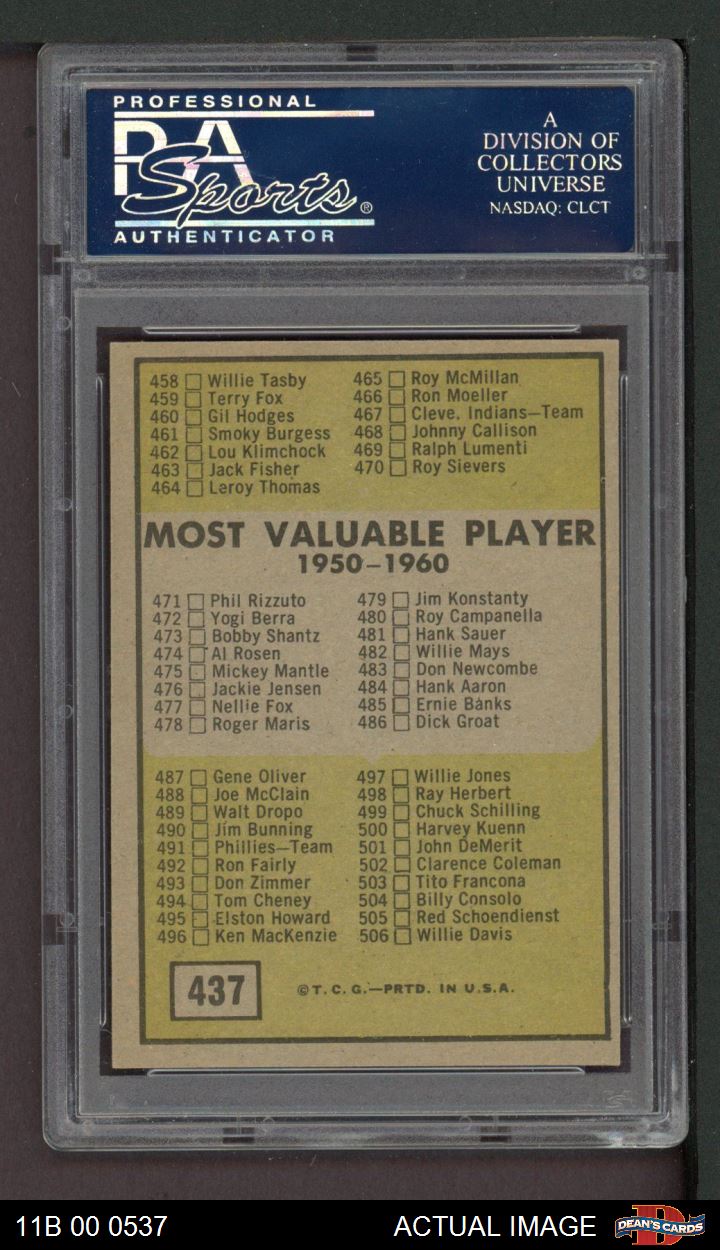 PROFESSIONAL
PSA
Sports®
AUTHENTICATOR
A
DIVISION OF
COLLECTORS
UNIVERSE
NASDAQ: CLCT
458 Willie Tasby
459 Terry Fox
460 Gil Hodges
461 Smoky Burgess
462 Lou Klimchock
463 Jack Fisher
464 Leroy Thomas
465 Roy McMillan
466 Ron Moeller
467 Cleve. Indians—Team
468 Johnny Callison
469 Ralph Lumenti
470 Roy Sievers
MOST VALUABLE PLAYER
1950-1960
471 Phil Rizzuto
472 Yogi Berra
473 Bobby Shantz
474 Al Rosen
475 Mickey Mantle
476 Jackie Jensen
477 Nellie Fox
478 Roger Maris
479 Jim Konstanty
480 Roy Campanella
481 Hank Sauer
482 Willie Mays
483 Don Newcombe
484 Hank Aaron
485 Ernie Banks
486 Dick Groat
487 Gene Oliver
488 Joe McClain
489 Walt Dropo
490 Jim Bunning
491 Phillies—Team
492 Ron Fairly
493 Don Zimmer
494 Tom Cheney
495 Elston Howard
496 Ken MacKenzie
497 Willie Jones
498 Ray Herbert
499 Chuck Schilling
500 Harvey Kuenn
501 John DeMerit
502 Clarence Coleman
503 Tito Francona
504 Billy Consolo
505 Red Schoendienst
506 Willie Davis
437
© T. C. G.—PRTD. IN U.S.A.
11B 00 0537
ACTUAL IMAGE
DEAN'S CARDS